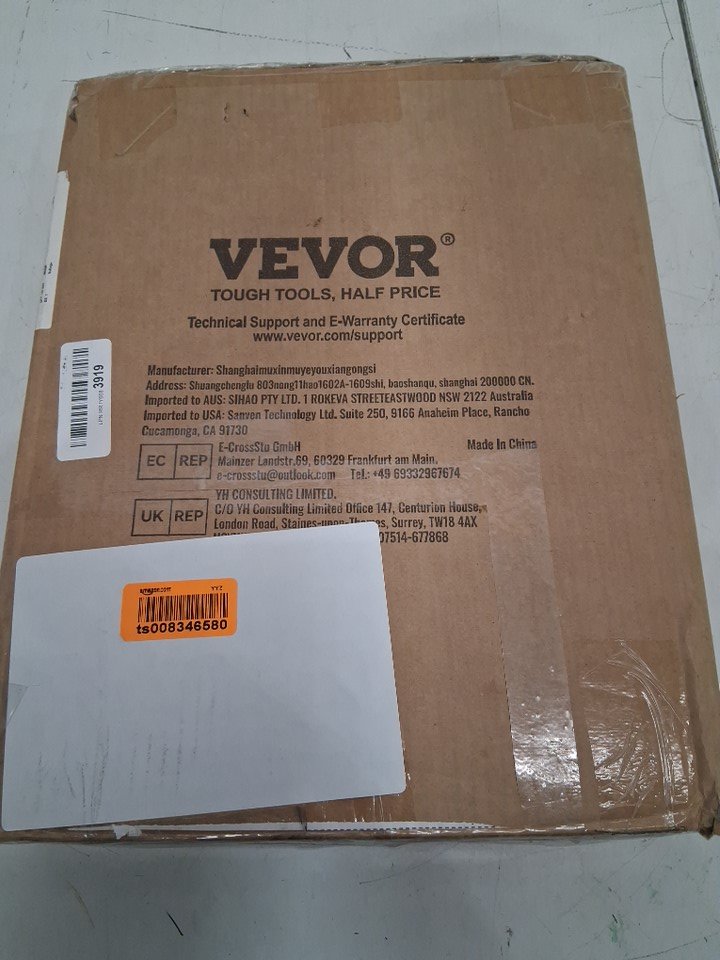 VEVOR®
TOUGH TOOLS, HALF PRICE
Technical Support and E-Warranty Certificate
www.vevor.com/support
Manufacturer: Shanghaimuxinmuyeyouxiangongsi
Address: Shuangchenglu 803nong11hao1602A-1609shi, baoshanqu, shanghai 200000 CN.
Imported to AUS: SIHAO PTY LTD. 1 ROKEVA STREETEASTWOOD NSW 2122 Australia
Imported to USA: Sanven Technology Ltd. Suite 250, 9166 Anaheim Place, Rancho
Cucamonga, CA 91730
Made In China
EC REP
E-CrossStu GmbH
Mainzer Landstr.69, 60329 Frankfurt am Main.
e-crossstu@outlook.com Tel.: +49 69332967674
UK REP
YH CONSULTING LIMITED.
C/O YH Consulting Limited Office 147, Centurion House,
London Road, Staines-upon-Thames, Surrey, TW18 4AX
07514-677868
3919
amazon.com YYZ
ts008346580